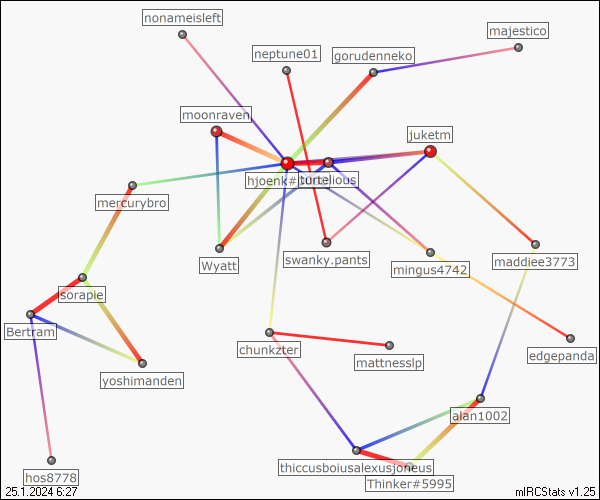 nonameisleft
majestico
neptune01
gorudenneko
moonraven
juketm
hjoenk#
turtelious
mercurybro
Wyatt
swanky.pants
mingus4742
maddiee3773
sorapie
Bertram
chunkzter
mattnesslp
edgepanda
yoshimanden
alan1002
thiccusboiusalexusjoneus
Thinker#5995
hos8778
25.1.2024 6:27
mIRCStats v1.25